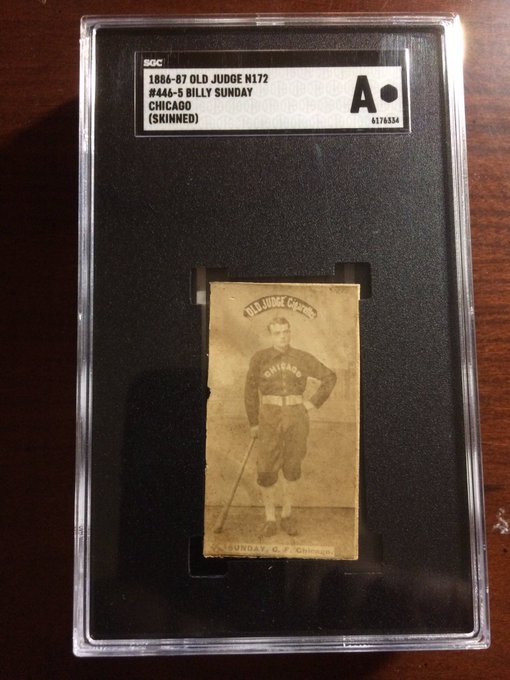 SGC
1886-87 OLD JUDGE N172
#446-5 BILLY SUNDAY
CHICAGO
(SKINNED)
A
6176334
OLD JUDGE Cigarettes
CHICAGO
SUNDAY, C. F. Chicago.